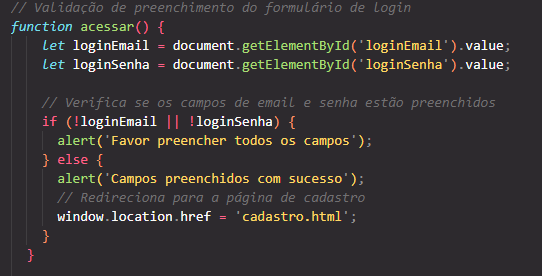 // Validação de preenchimento do formulário de login
function acessar() {
let loginEmail = document.getElementById('loginEmail').value;
let loginSenha = document.getElementById('loginSenha').value;
// Verifica se os campos de email e senha estão preenchidos
if (!loginEmail || !loginSenha) {
alert('Favor preencher todos os campos');
} else {
alert('Campos preenchidos com sucesso');
// Redireciona para a página de cadastro
window.location.href = 'cadastro.html';
}
}